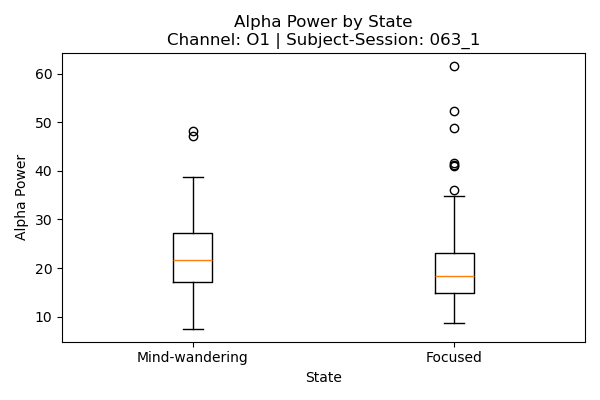 Alpha Power by State
Channel: O1 | Subject-Session: 063_1
60
50
40
30
20
10
Alpha Power
Mind-wandering
Focused
State